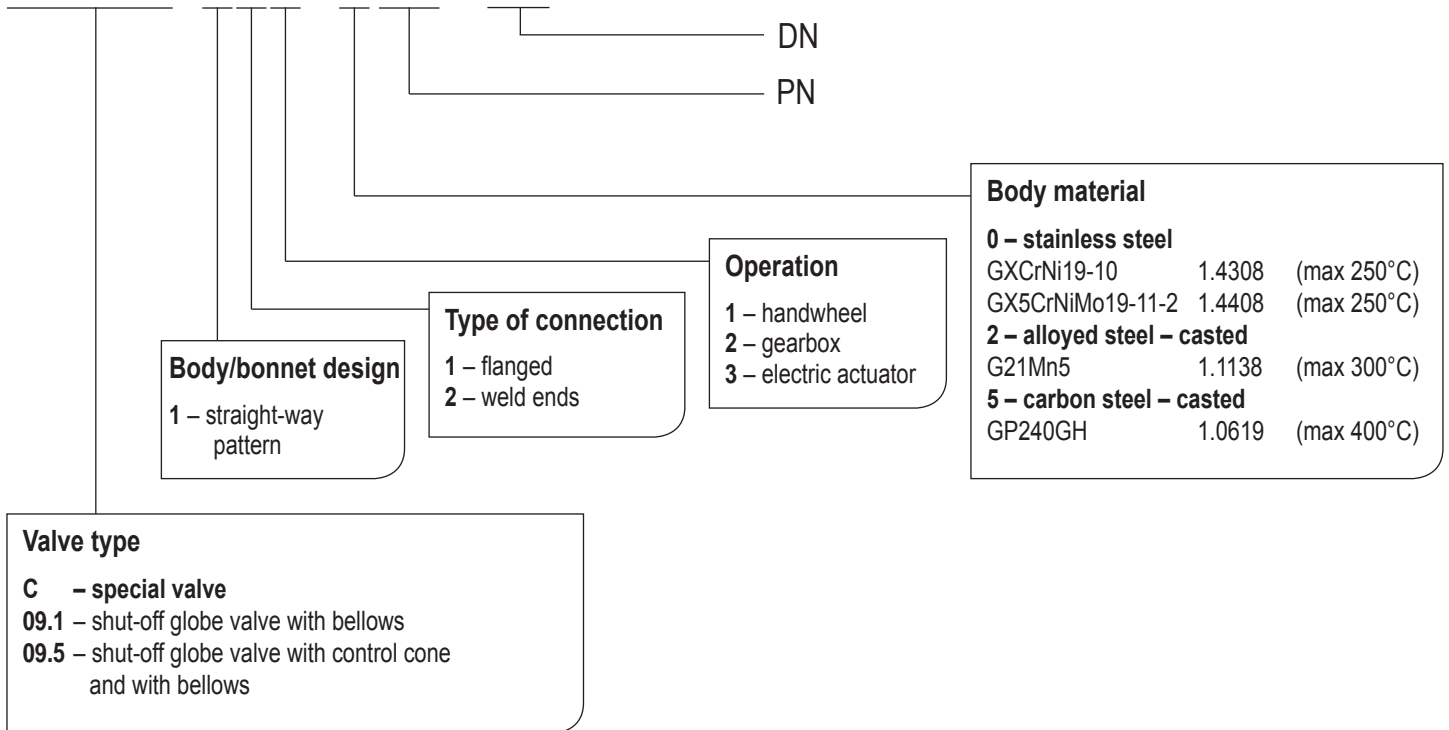 DN
PN
Body material
0 – stainless steel
GXCrNi19-10 1.4308 (max 250°C)
GX5CrNiMo19-11-2 1.4408 (max 250°C)
2 – alloyed steel – casted
G21Mn5 1.1138 (max 300°C)
5 – carbon steel – casted
GP240GH 1.0619 (max 400°C)
Operation
1 – handwheel
2 – gearbox
3 – electric actuator
Type of connection
1 – flanged
2 – weld ends
Body/bonnet design
1 – straight-way
pattern
Valve type
C – special valve
09.1 – shut-off globe valve with bellows
09.5 – shut-off globe valve with control cone
and with bellows